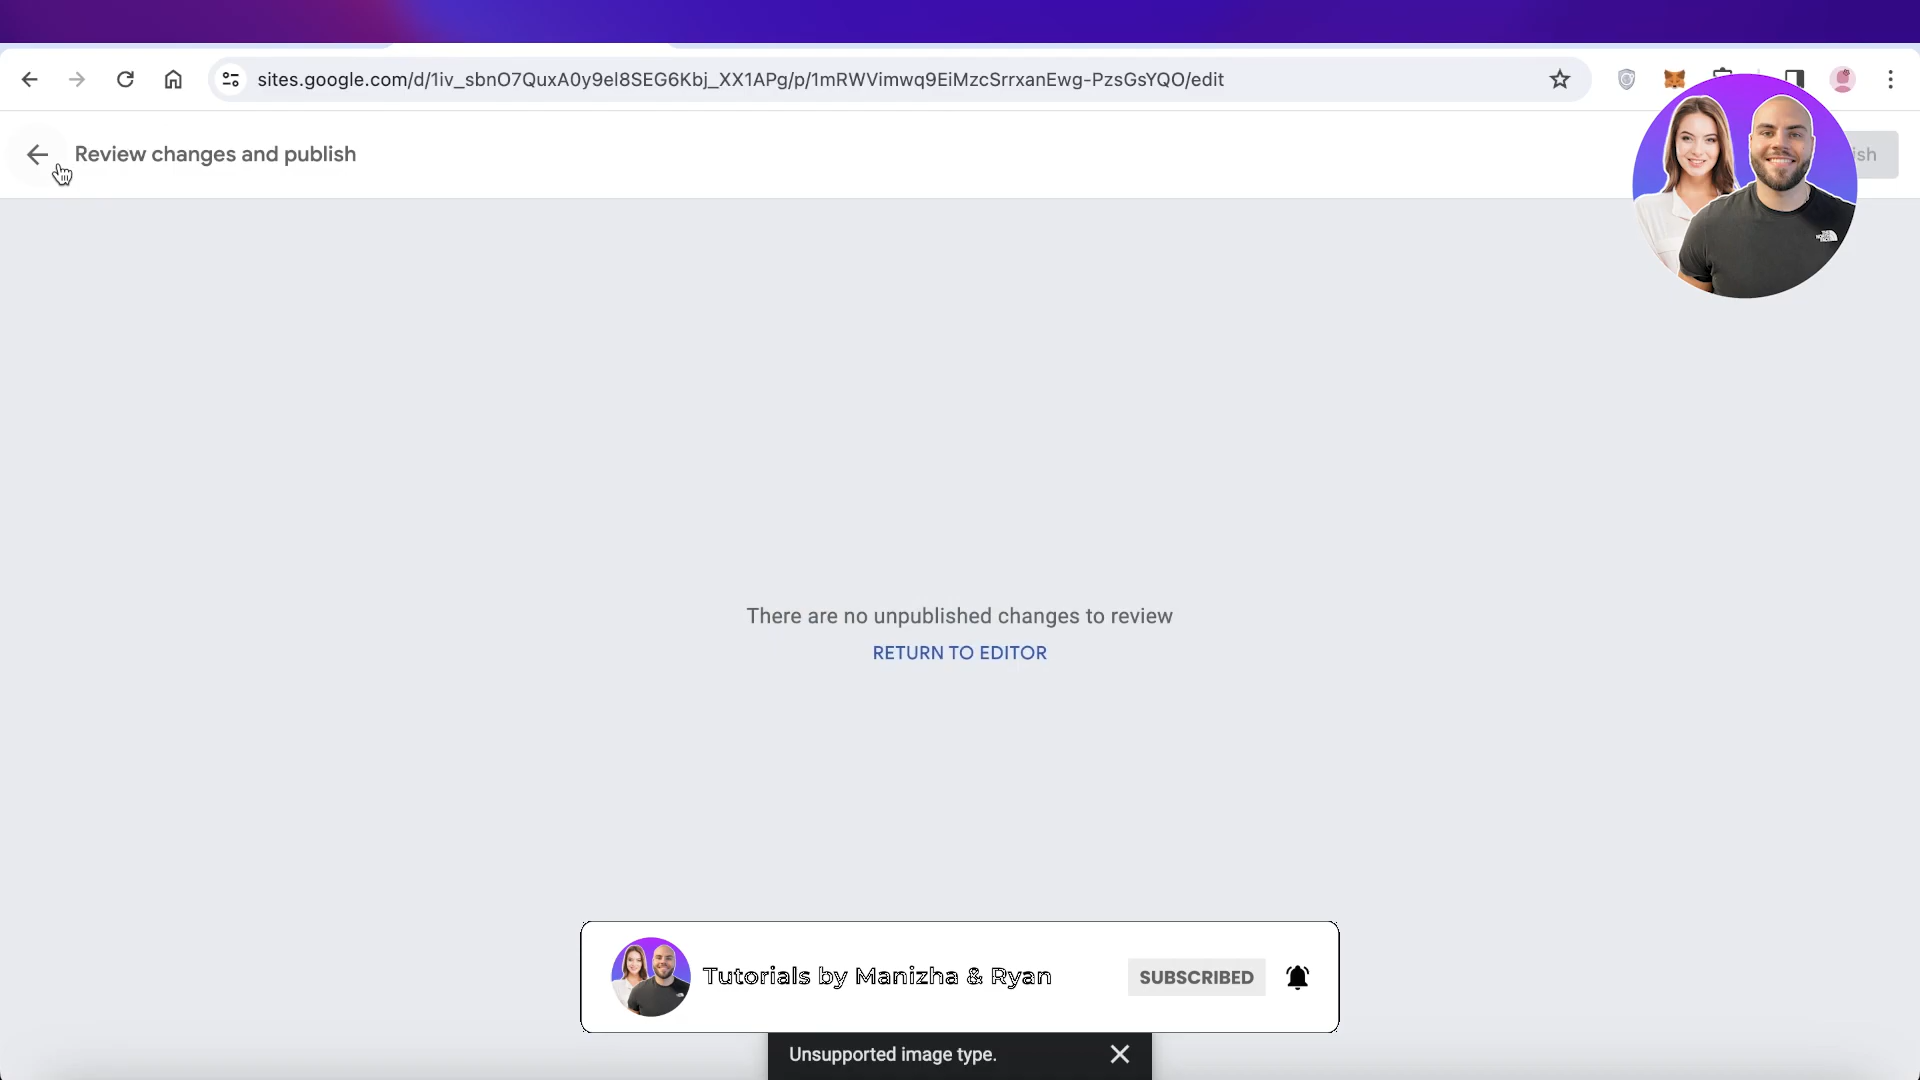 sites.google.com/d/1iv_sbnO7QuxA0y9el8SEG6Kbj_XX1APg/p/1mRWVimwq9EiMzcSrrxanEwg-PzsGsYQO/edit
Review changes and publish
ish
There are no unpublished changes to review
RETURN TO EDITOR
Tutorials by Manizha & Ryan
SUBSCRIBED
Unsupported image type.